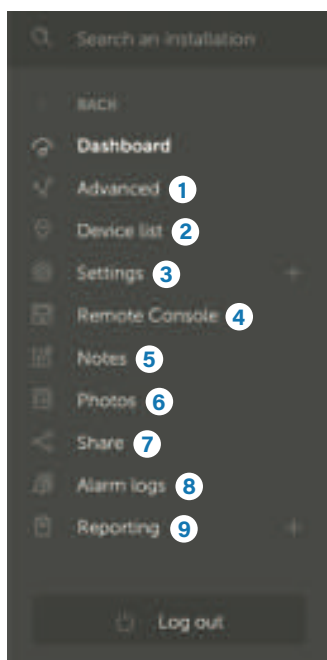 Search an installation
BACK
Dashboard
Advanced 1
Device list 2
Settings 3 +
Remote Console 4
Notes 5
Photos 6
Share 7
Alarm logs 8
Reporting 9 +
Log out